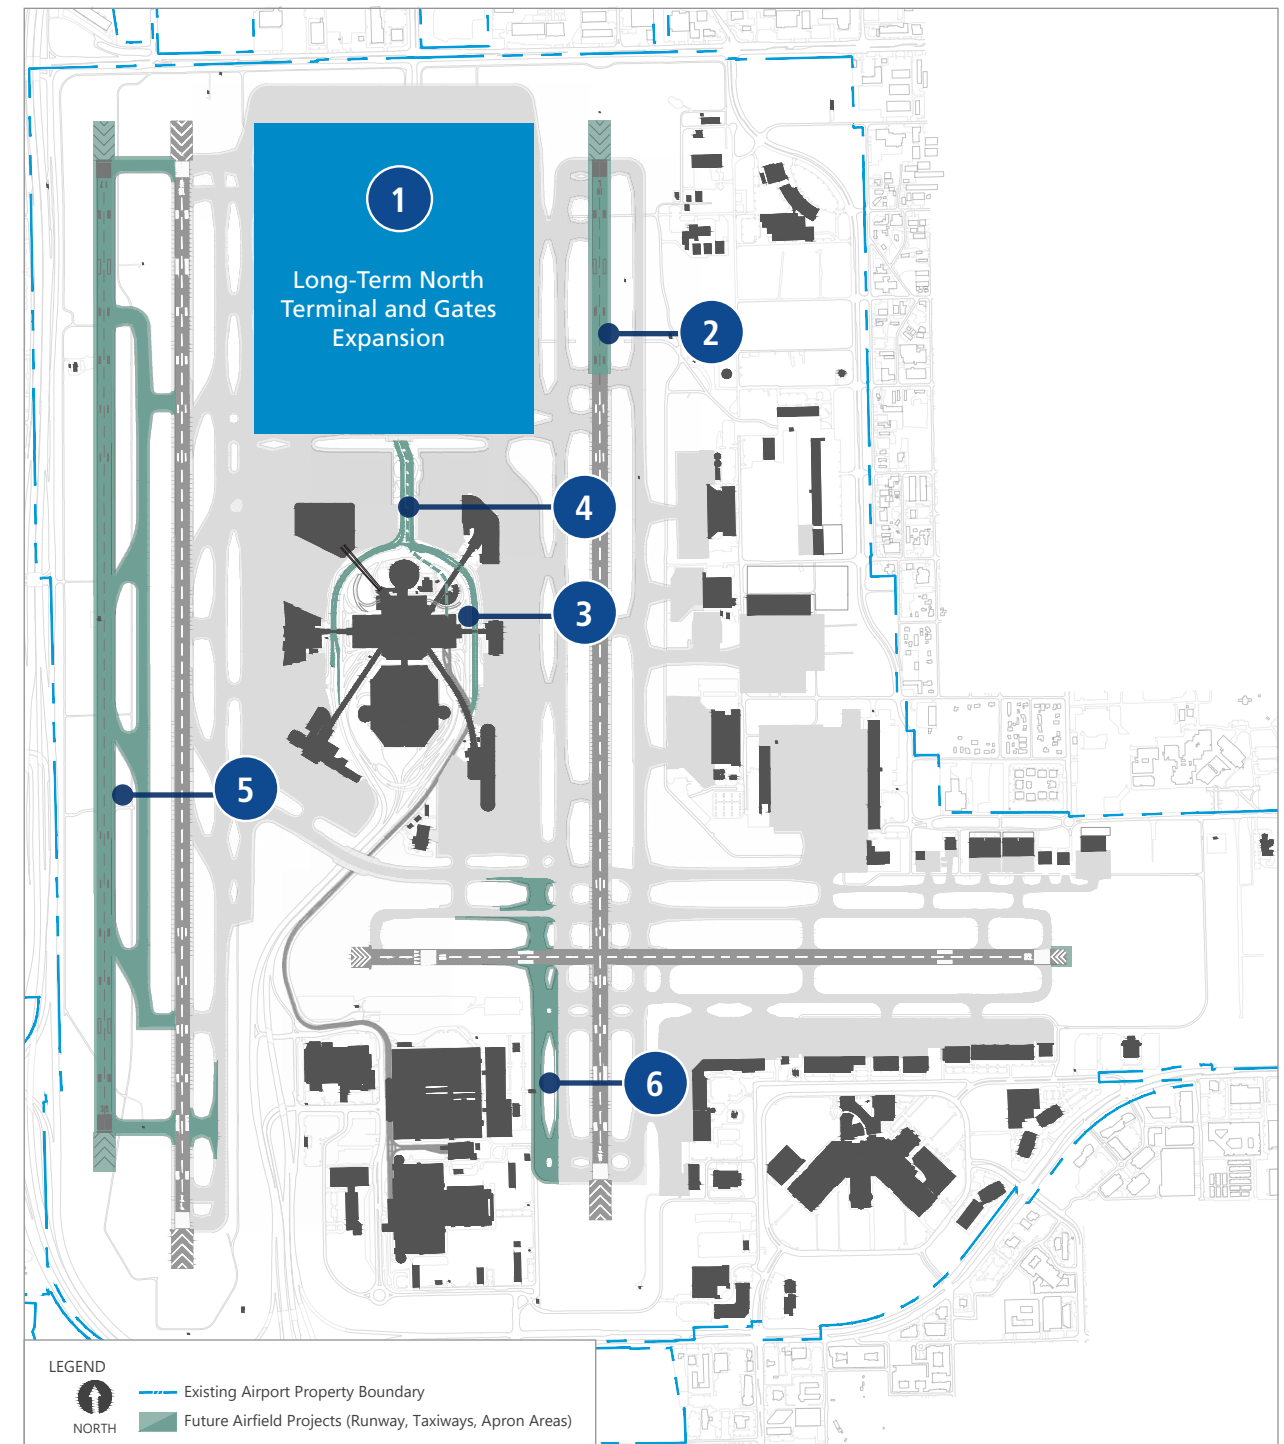 1
Long-Term North
Terminal and Gates
Expansion
2
4
3
5
6
LEGEND
NORTH
Existing Airport Property Boundary
Future Airfield Projects (Runway, Taxiways, Apron Areas)